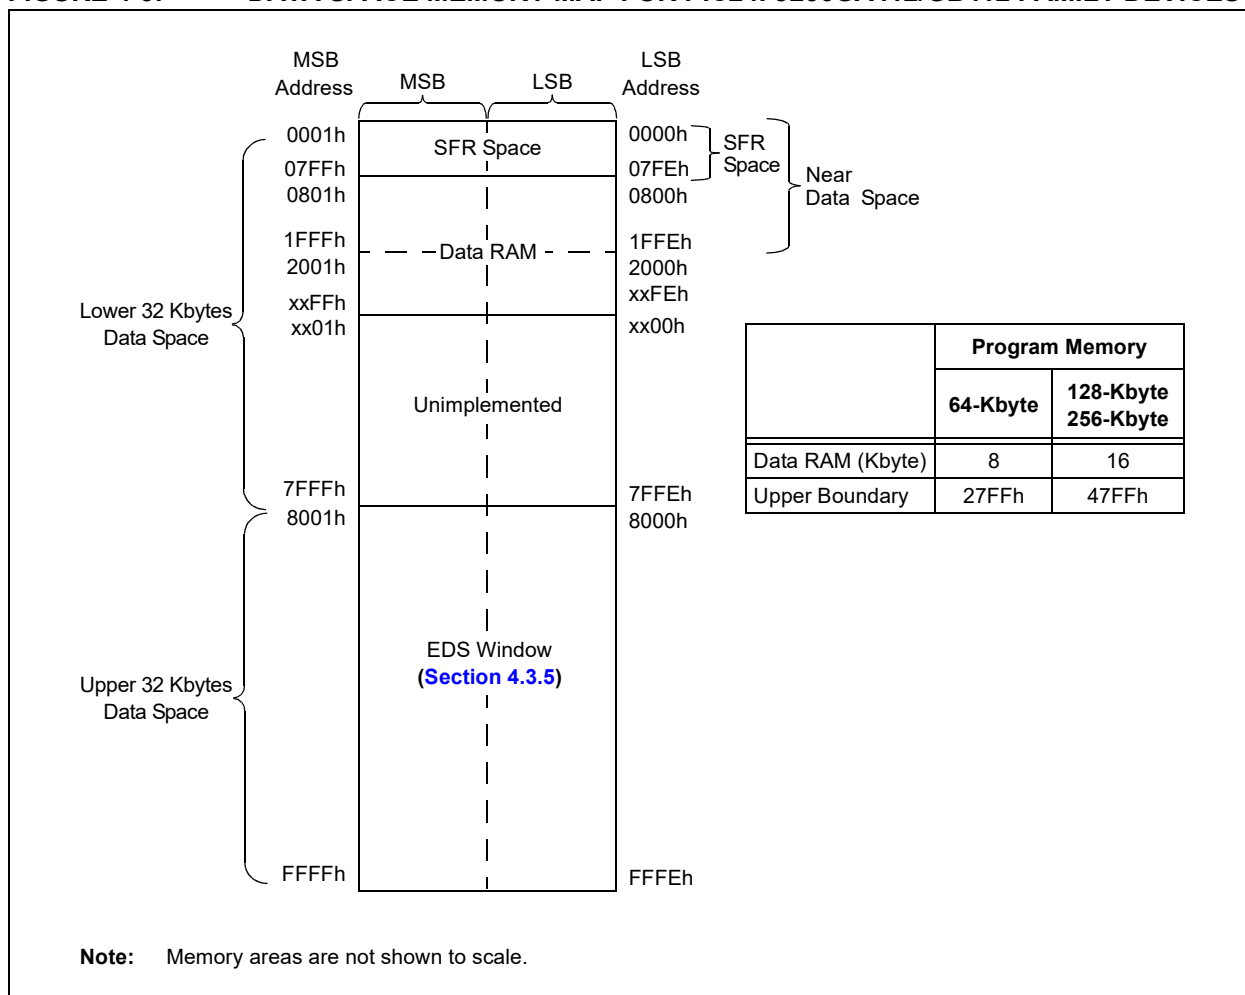 MSB
Address
MSB
LSB
LSB
Address
0001h
SFR Space
0000h
SFR
Space
07FFh
07FEh
0801h
0800h
Near
Data Space
1FFFh
Data RAM
1FFEh
2001h
2000h
xxFFh
xxFEh
xx01h
xx00h
Lower 32 Kbytes
Data Space
Unimplemented
7FFFh
7FFEh
8001h
8000h
Program Memory
64-Kbyte
128-Kbyte
256-Kbyte
Data RAM (Kbyte) 8 16
Upper Boundary 27FFh 47FFh
EDS Window
(Section 4.3.5)
Upper 32 Kbytes
Data Space
FFFFh
FFFEh
Note: Memory areas are not shown to scale.